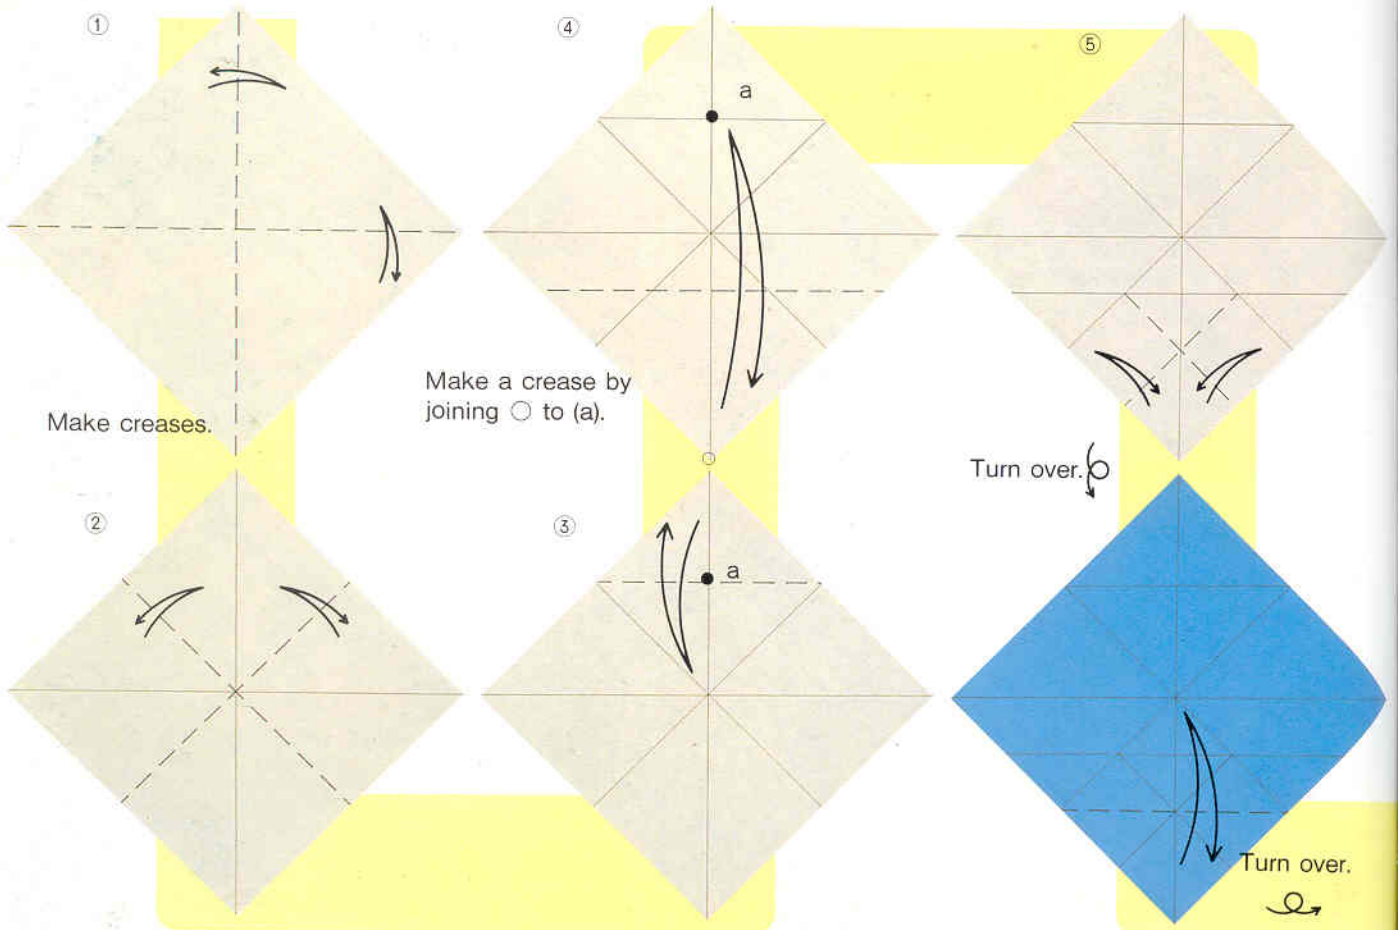 ①
Make creases.
②
③
a
④
a
Make a crease by
joining ○ to (a).
⑤
Turn over.
Turn over.